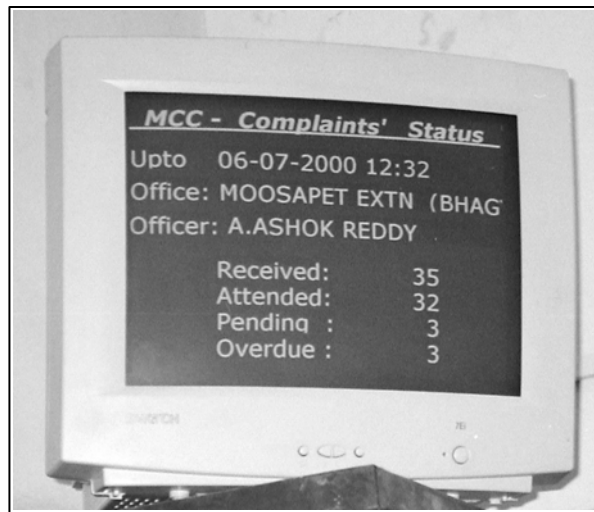 MCC - Complaints' Status
Upto 06-07-2000 12:32
Office: MOOSAPET EXTN (BHAG
Officer: A.ASHOK REDDY
Received: 35
Attended: 32
Pending : 3
Overdue : 3